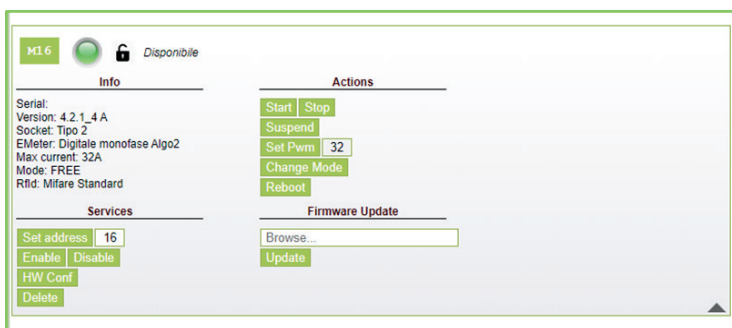 M16 Disponibile
Info
Serial:
Version: 4.2.1_4 A
Socket: Tipo 2
EMeter: Digitale monofase Algo2
Max current: 32A
Mode: FREE
RfId: Mifare Standard
Actions
Start Stop
Suspend
Set Pwm 32
Change Mode
Reboot
Services
Set address 16
Enable Disable
HW Conf
Delete
Firmware Update
Browse...
Update